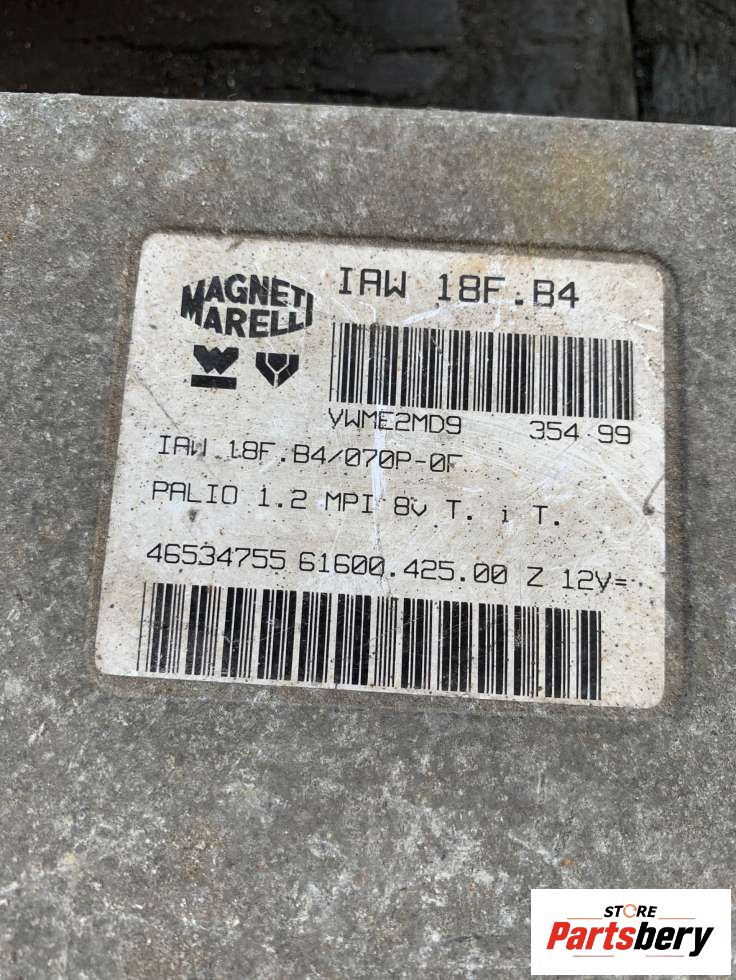 MAGNETI MARELLI
IAW 18F.B4
YWME2MD9 354 99
IAW 18F.B4/070P-0F
PALIO 1.2 MPI 8v T. i T.
46534755 61600.425.00 Z 12V=
STORE
Partsbery